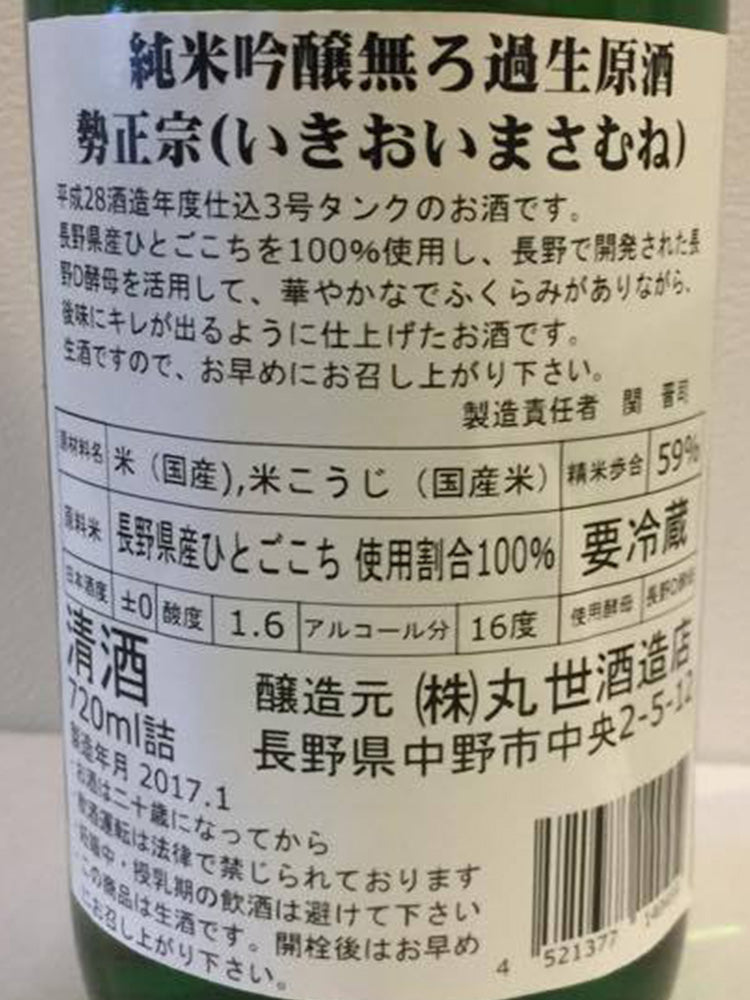 純米吟醸無ろ過生原酒
勢正宗(いきおいまさむね)
平成28酒造年度仕込3号タンクのお酒です。
長野県産ひとごこちを100%使用し、長野で開発された長
野D酵母を活用して、華やかなでふくらみがありながら、
後味にキレが出るように仕上げたお酒です。
生酒ですので、お早めにお召し上がり下さい。
製造責任者 関 晋司
原材料名 米（国産),米こうじ（国産米） 精米歩合 59%
原料米 長野県産ひとごこち 使用割合100% 要冷蔵
日本酒度 ±0 酸度 1.6 アルコール分 16度 使用酵母 長野D酵母
清酒
720ml詰
醸造元 (株)丸世酒造店
長野県中野市中央2-5-12
製造年月 2017.1
お酒は二十歳になってから
飲酒運転は法律で禁じられております
妊娠中・授乳期の飲酒は避けて下さい
この商品は生酒です。開栓後はお早め
にお召し上がり下さい。
4 521377